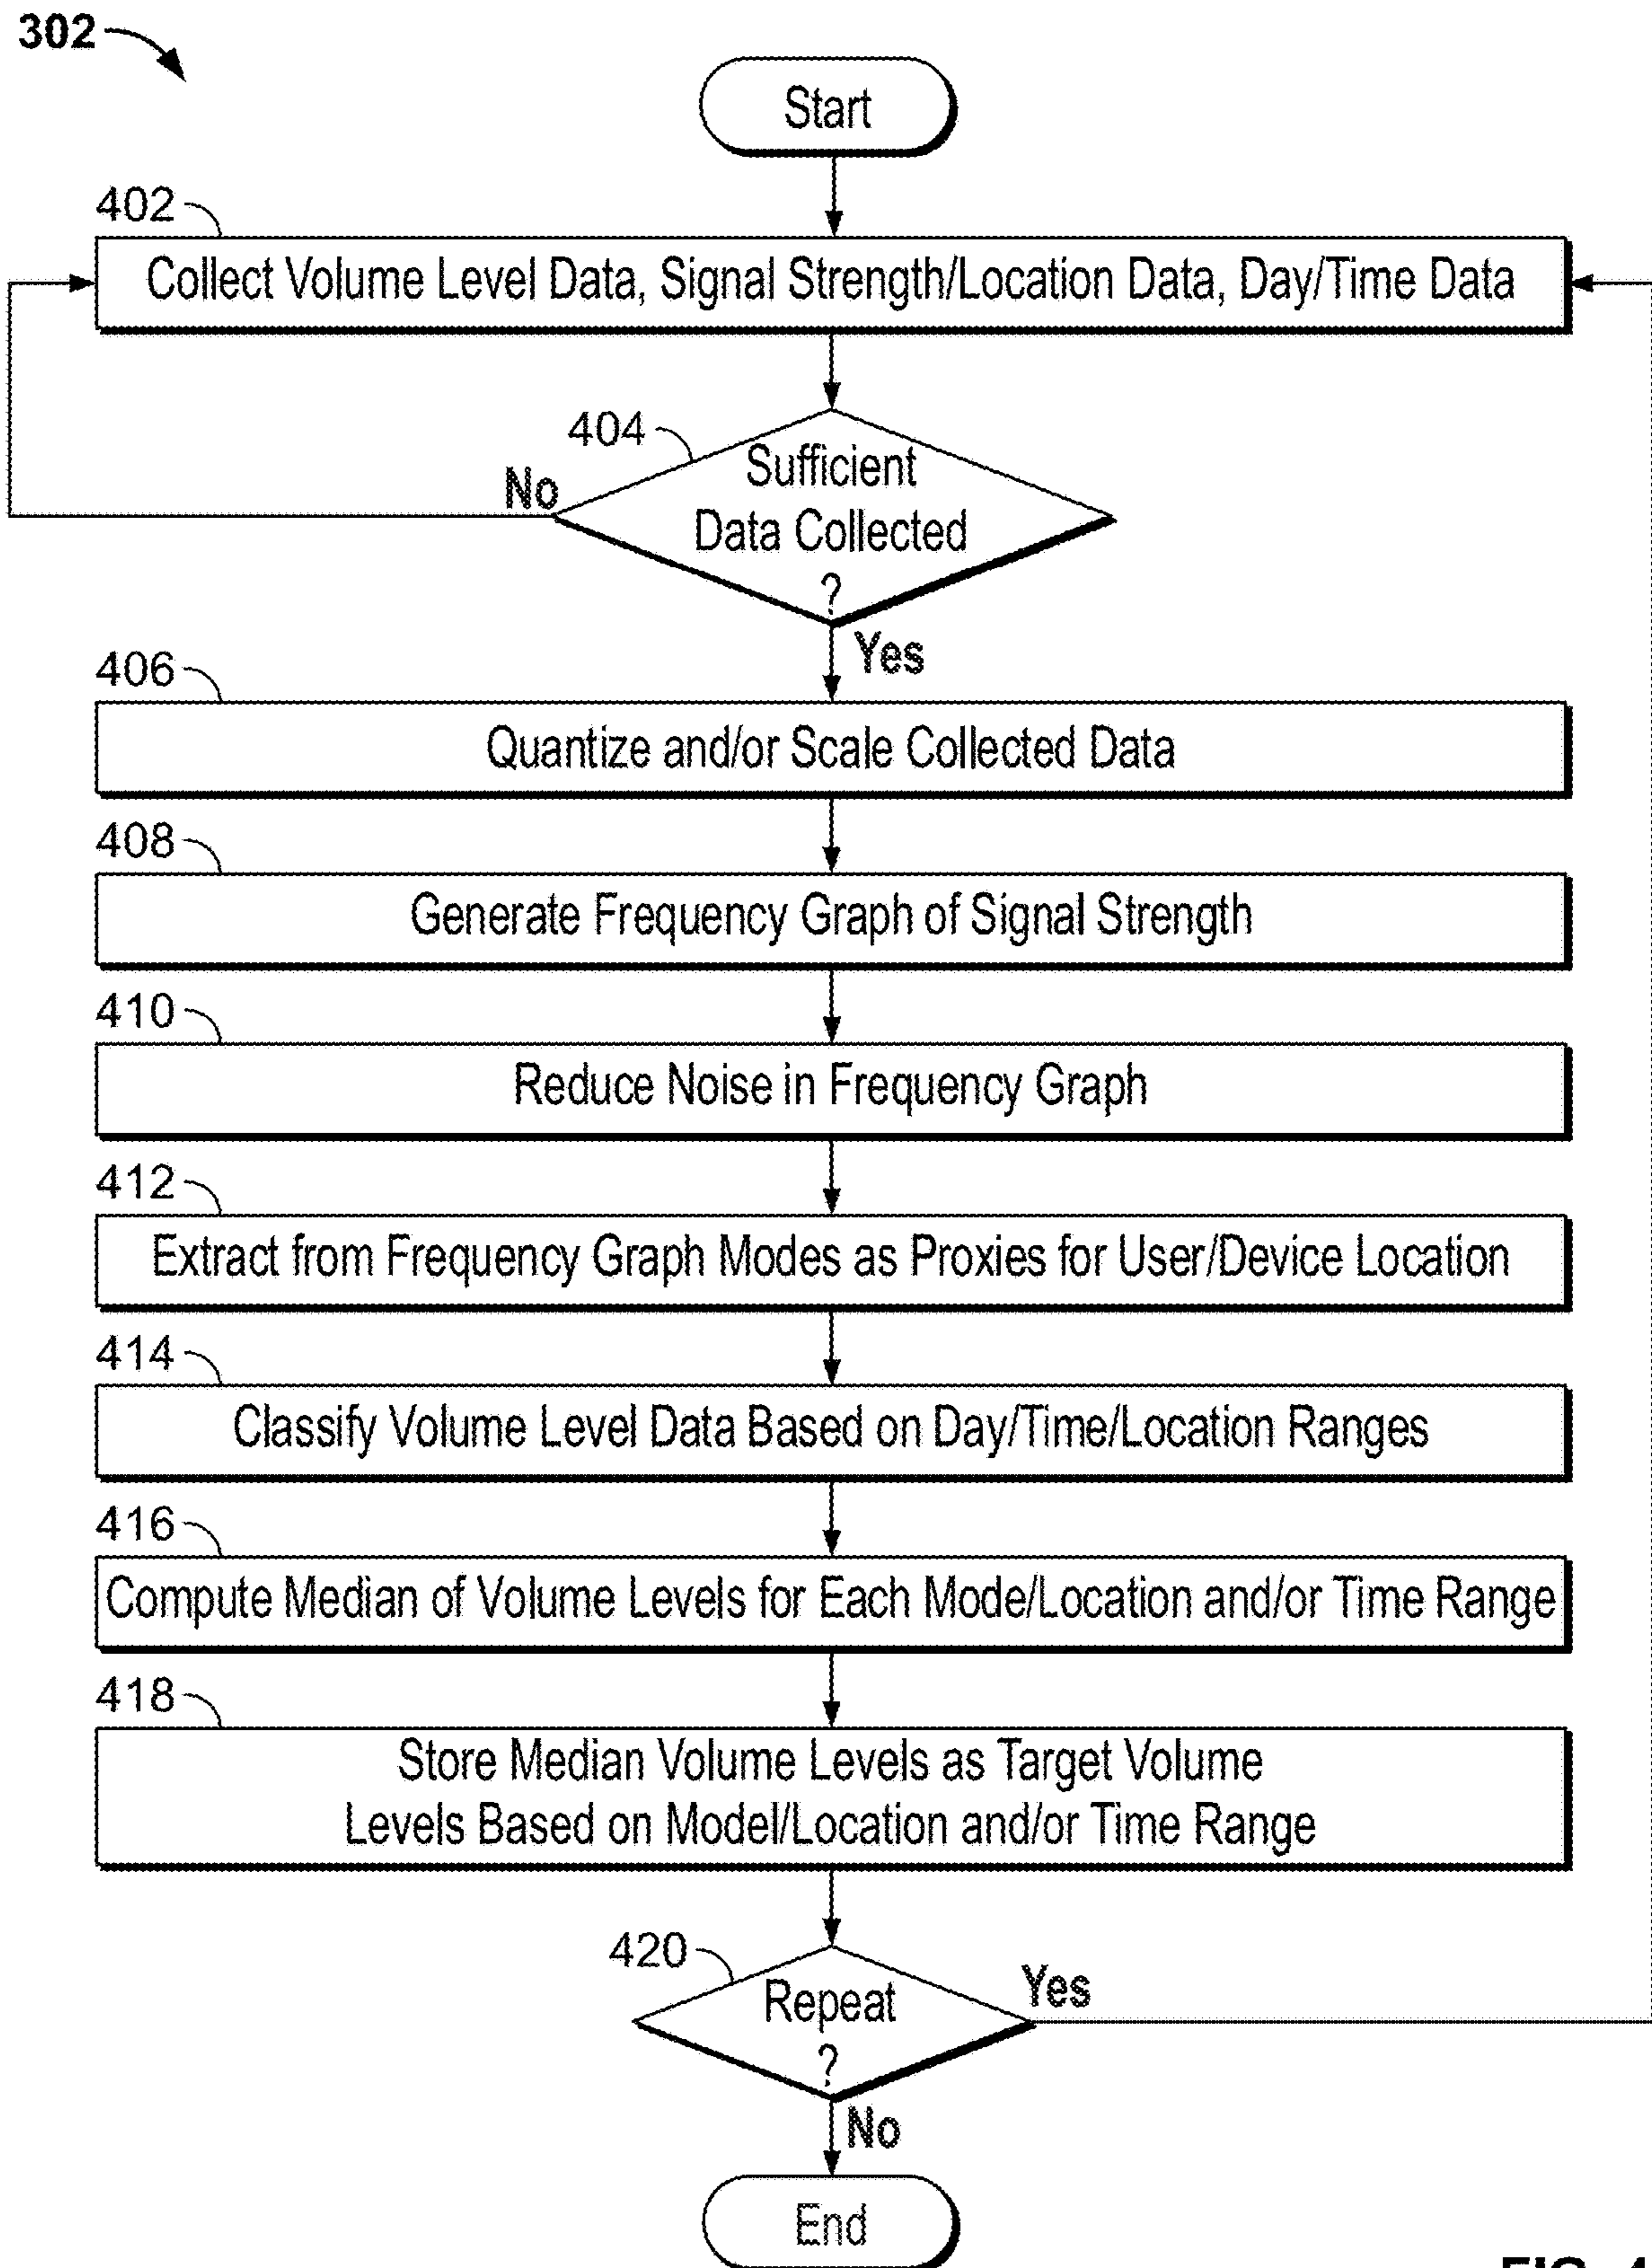 302
Start
402
Collect Volume Level Data, Signal Strength/Location Data, Day/Time Data
404
Sufficient
Data Collected
?
No
Yes
406
Quantize and/or Scale Collected Data
408
Generate Frequency Graph of Signal Strength
410
Reduce Noise in Frequency Graph
412
Extract from Frequency Graph Modes as Proxies for User/Device Location
414
Classify Volume Level Data Based on Day/Time/Location Ranges
416
Compute Median of Volume Levels for Each Mode/Location and/or Time Range
418
Store Median Volume Levels as Target Volume
Levels Based on Model/Location and/or Time Range
420
Repeat
?
Yes
No
End
FIG. 4